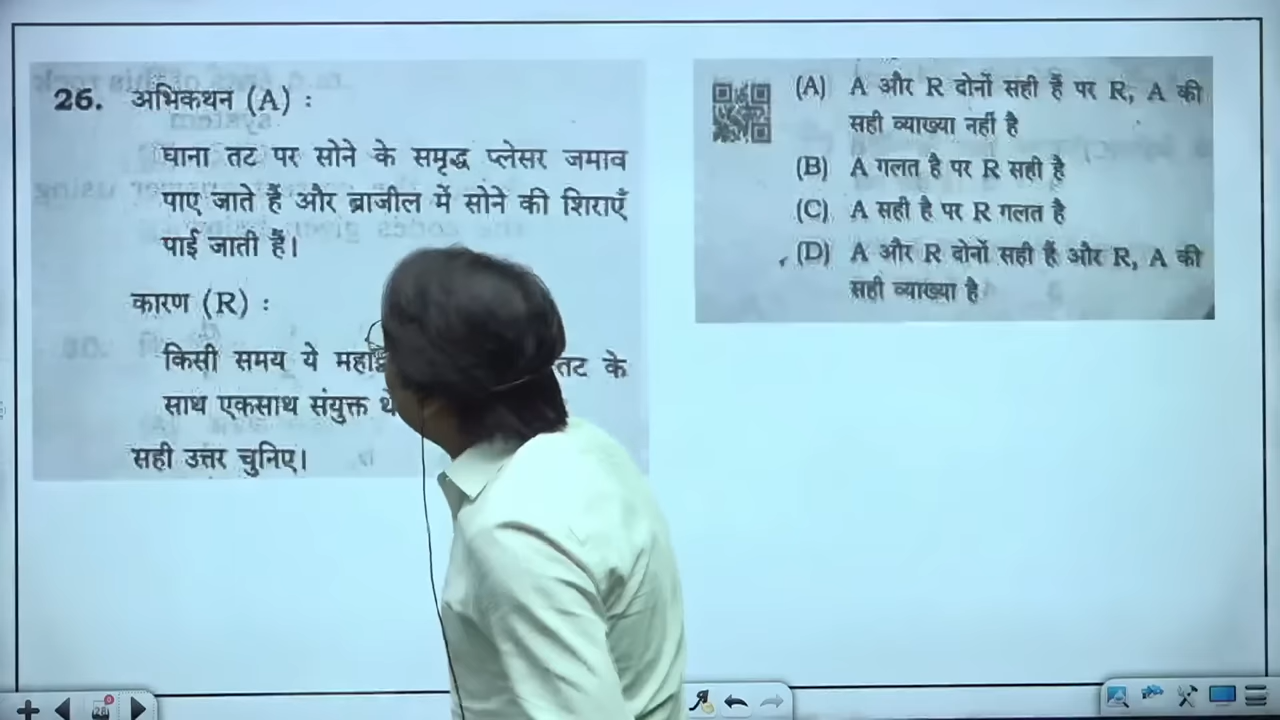 26. अभिकथन (A) :
घाना तट पर सोने के समृद्ध प्लेसर जमाव
पाए जाते हैं और ब्राजील में सोने की शिराएँ
पाई जाती हैं।
कारण (R) :
किसी समय ये तट के
साथ एकसाथ संयुक्त
सही उत्तर चुनिए।
(A) A और R दोनों सही हैं पर R, A की
सही व्याख्या नहीं है
(B) A गलत है पर R सही है
(C) A सही है पर R गलत है
(D) A और R दोनों सही हैं और R, A की
सही व्याख्या है